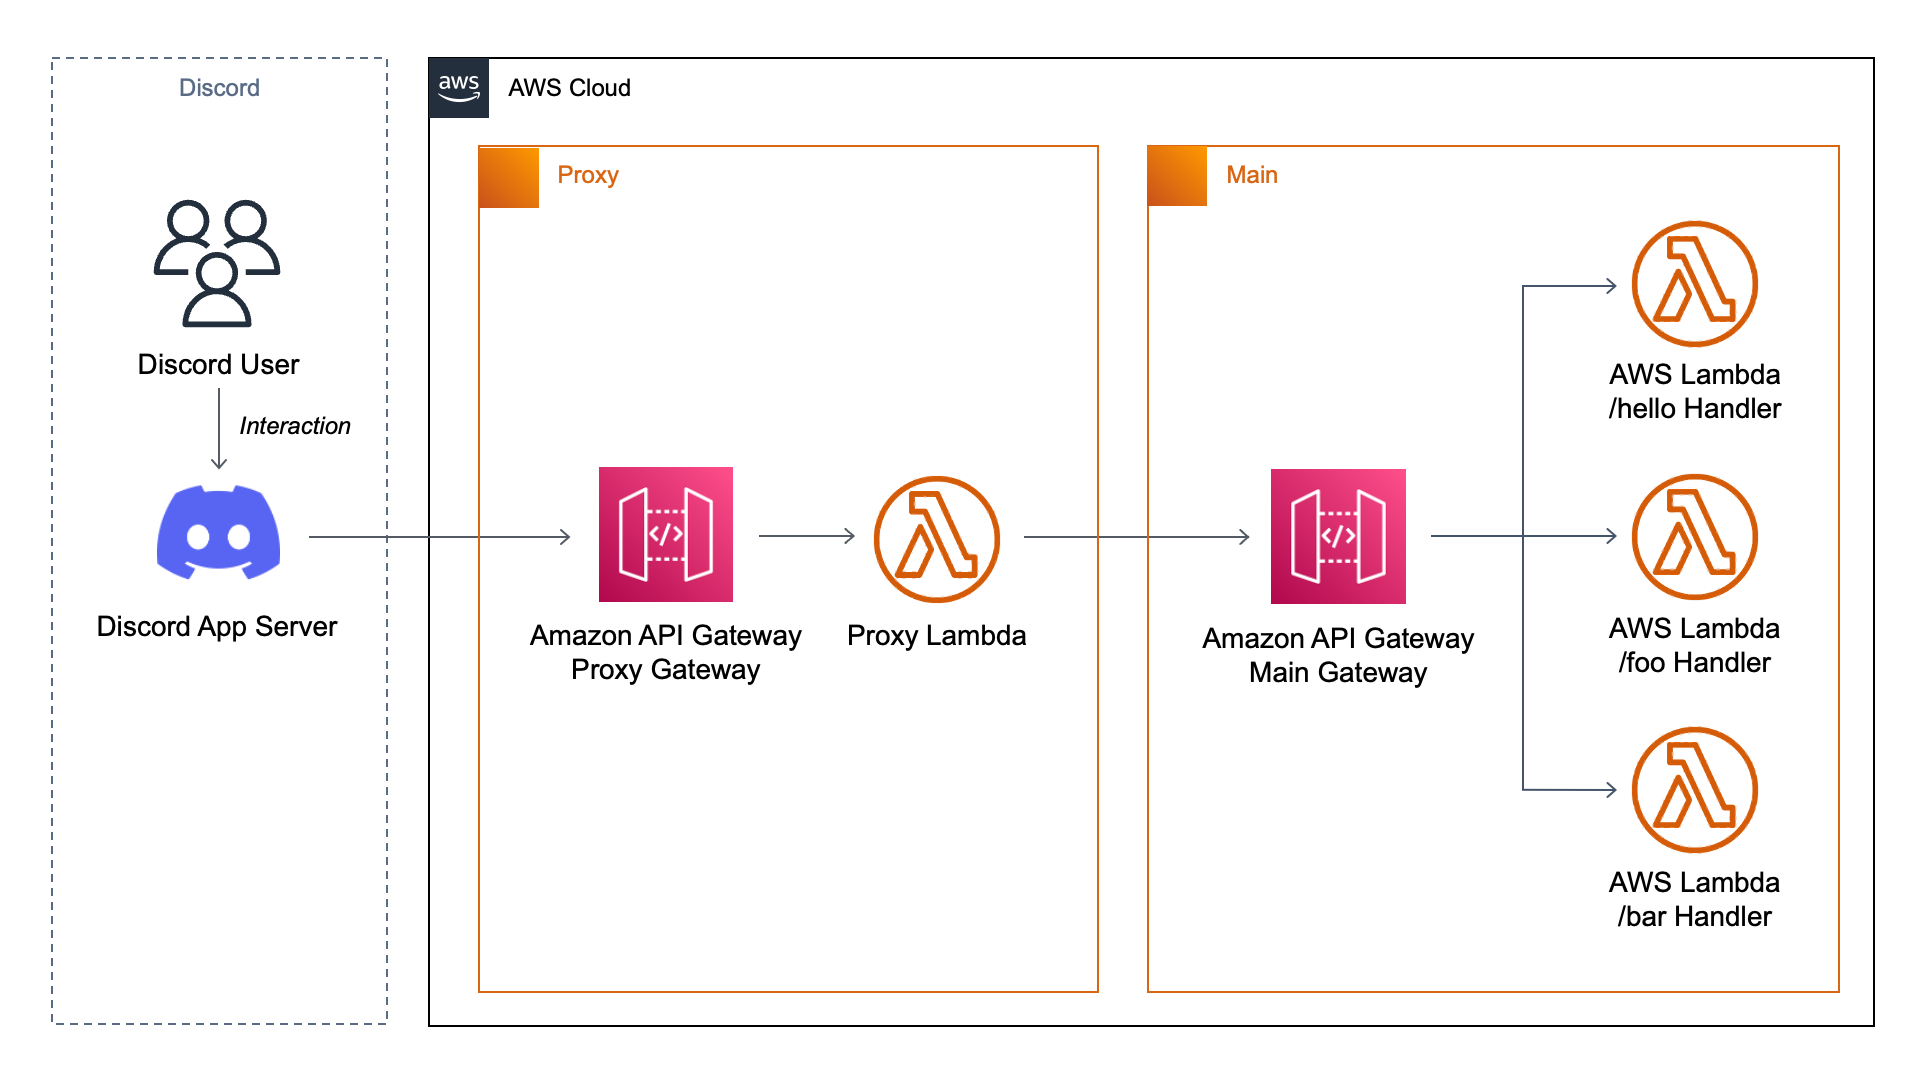 Discord
aws
AWS Cloud
Proxy
Main
Discord User
Interaction
Discord App Server
</>
Amazon API Gateway
Proxy Gateway
Proxy Lambda
</>
Amazon API Gateway
Main Gateway
AWS Lambda
/hello Handler
AWS Lambda
/foo Handler
AWS Lambda
/bar Handler